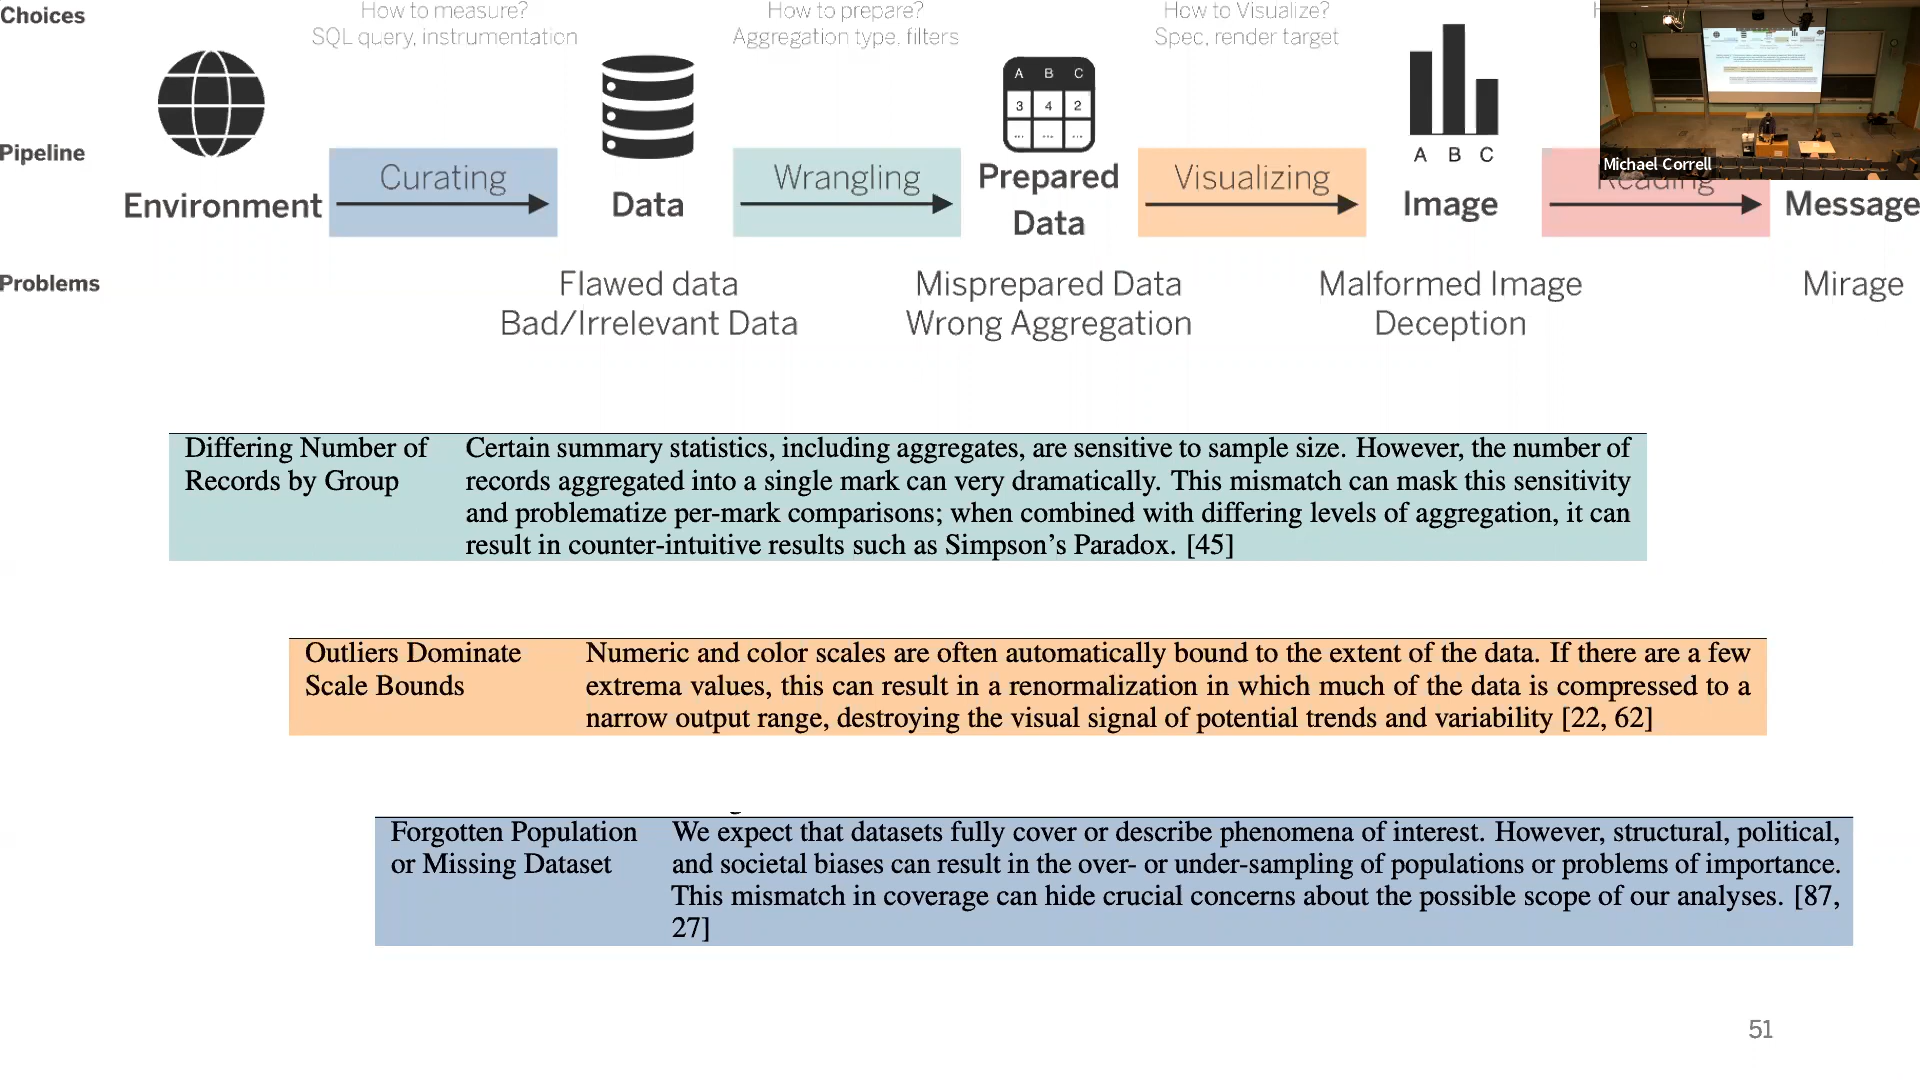 Choices
How to measure?
SQL query, instrumentation
How to prepare?
Aggregation type, filters
How to Visualize?
Spec, render target
A B C
3 4 2
... ... ...
A B C
Michael Correll
Pipeline
Environment
Curating
Data
Wrangling
Prepared
Data
Visualizing
Image
Reading
Message
Problems
Flawed data
Bad/Irrelevant Data
Misprepared Data
Wrong Aggregation
Malformed Image
Deception
Mirage
Differing Number of
Records by Group
Certain summary statistics, including aggregates, are sensitive to sample size. However, the number of
records aggregated into a single mark can very dramatically. This mismatch can mask this sensitivity
and problematize per-mark comparisons; when combined with differing levels of aggregation, it can
result in counter-intuitive results such as Simpson's Paradox. [45]
Outliers Dominate
Scale Bounds
Numeric and color scales are often automatically bound to the extent of the data. If there are a few
extrema values, this can result in a renormalization in which much of the data is compressed to a
narrow output range, destroying the visual signal of potential trends and variability [22, 62]
Forgotten Population
or Missing Dataset
We expect that datasets fully cover or describe phenomena of interest. However, structural, political,
and societal biases can result in the over- or under-sampling of populations or problems of importance.
This mismatch in coverage can hide crucial concerns about the possible scope of our analyses. [87,
27]
51